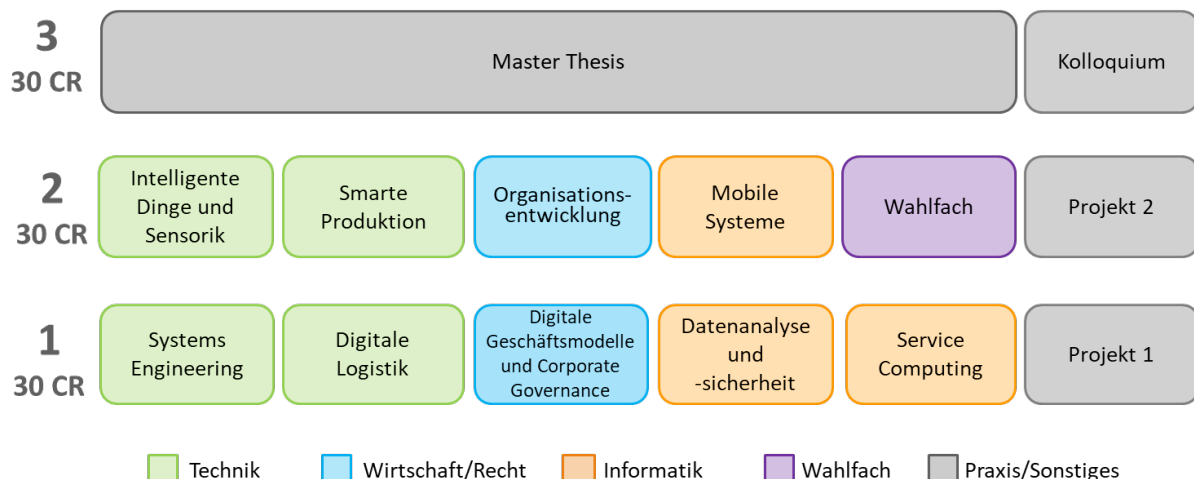 3
30 CR
Master Thesis
Kolloquium
2
30 CR
Intelligente
Dinge und
Sensorik
Smarte
Produktion
Organisations-
entwicklung
Mobile
Systeme
Wahlfach
Projekt 2
1
30 CR
Systems
Engineering
Digitale
Logistik
Digitale
Geschäftsmodelle
und Corporate
Governance
Datenanalyse
und
-sicherheit
Service
Computing
Projekt 1
Technik
Wirtschaft/Recht
Informatik
Wahlfach
Praxis/Sonstiges